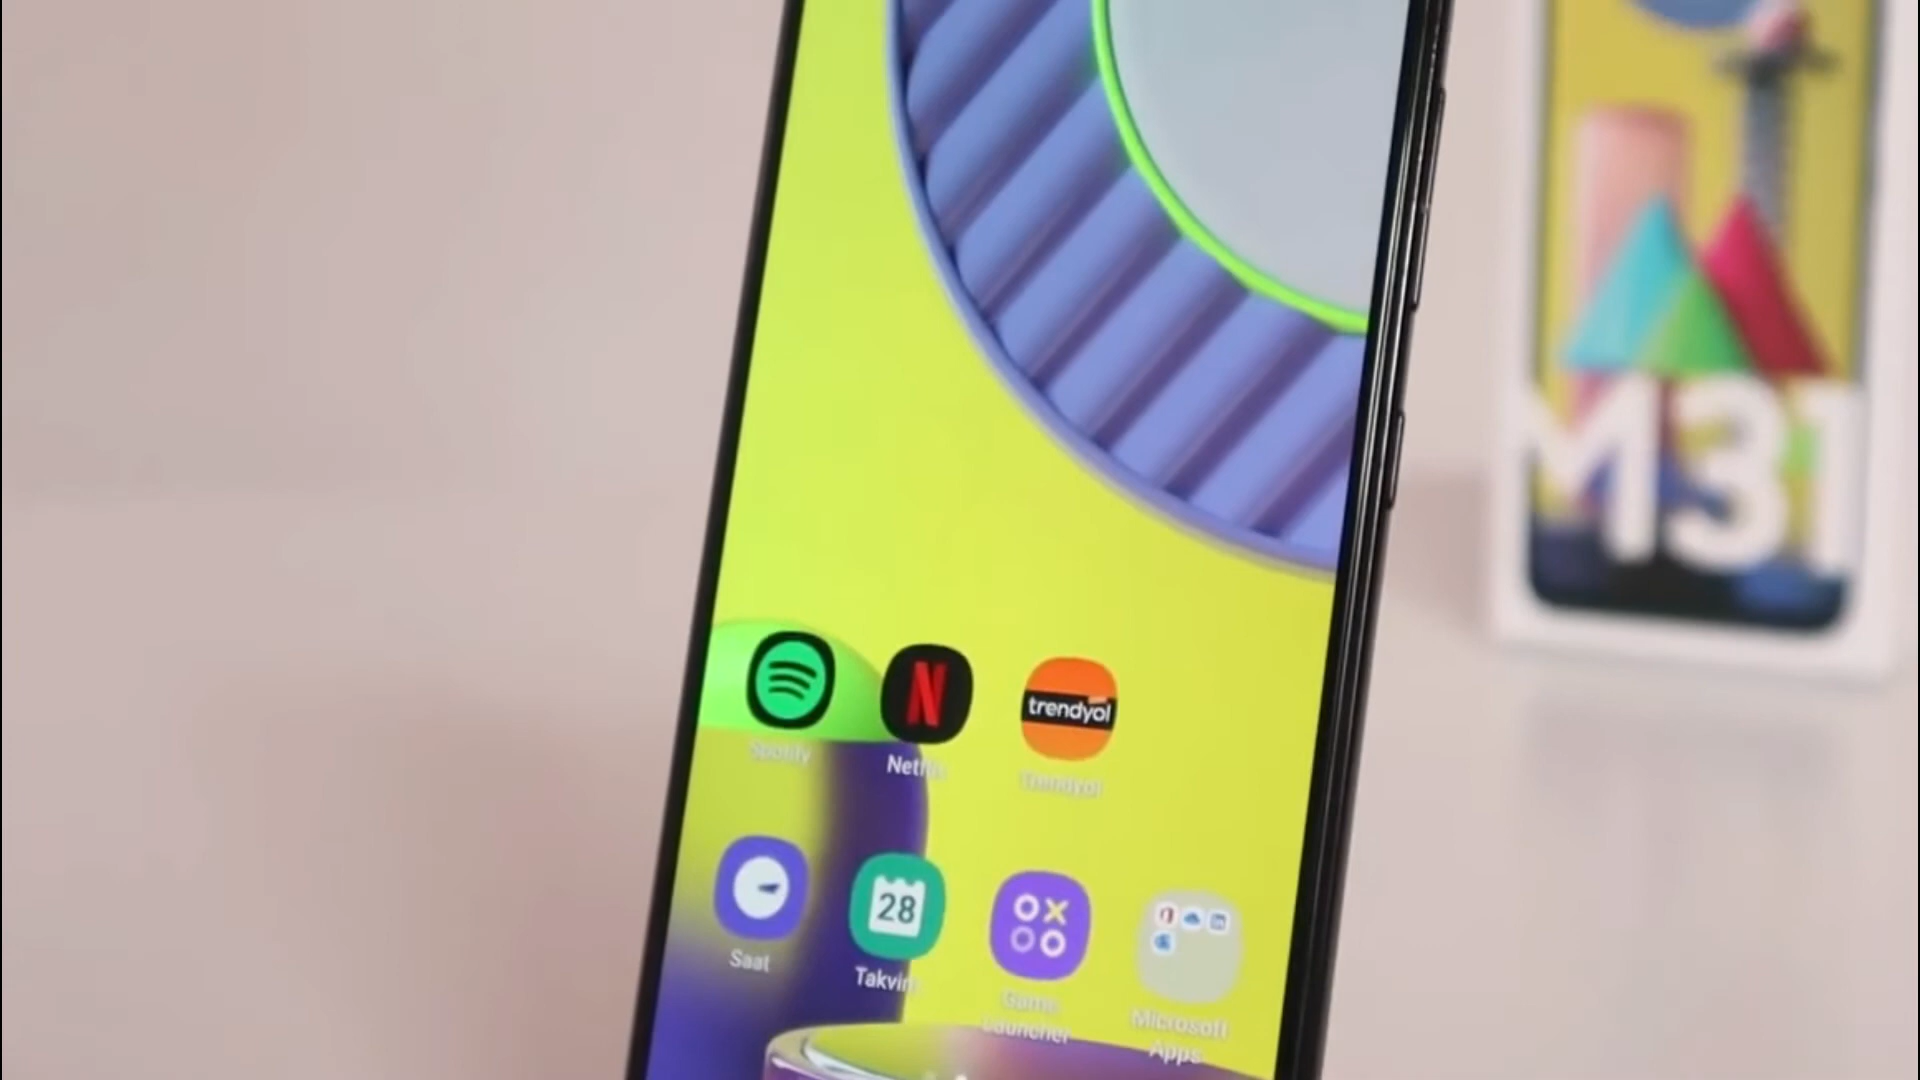 M31
trendyol
Spotify
Netflix
Trendyol
28
Saat
Takvim
Game
Launcher
Microsoft
Apps